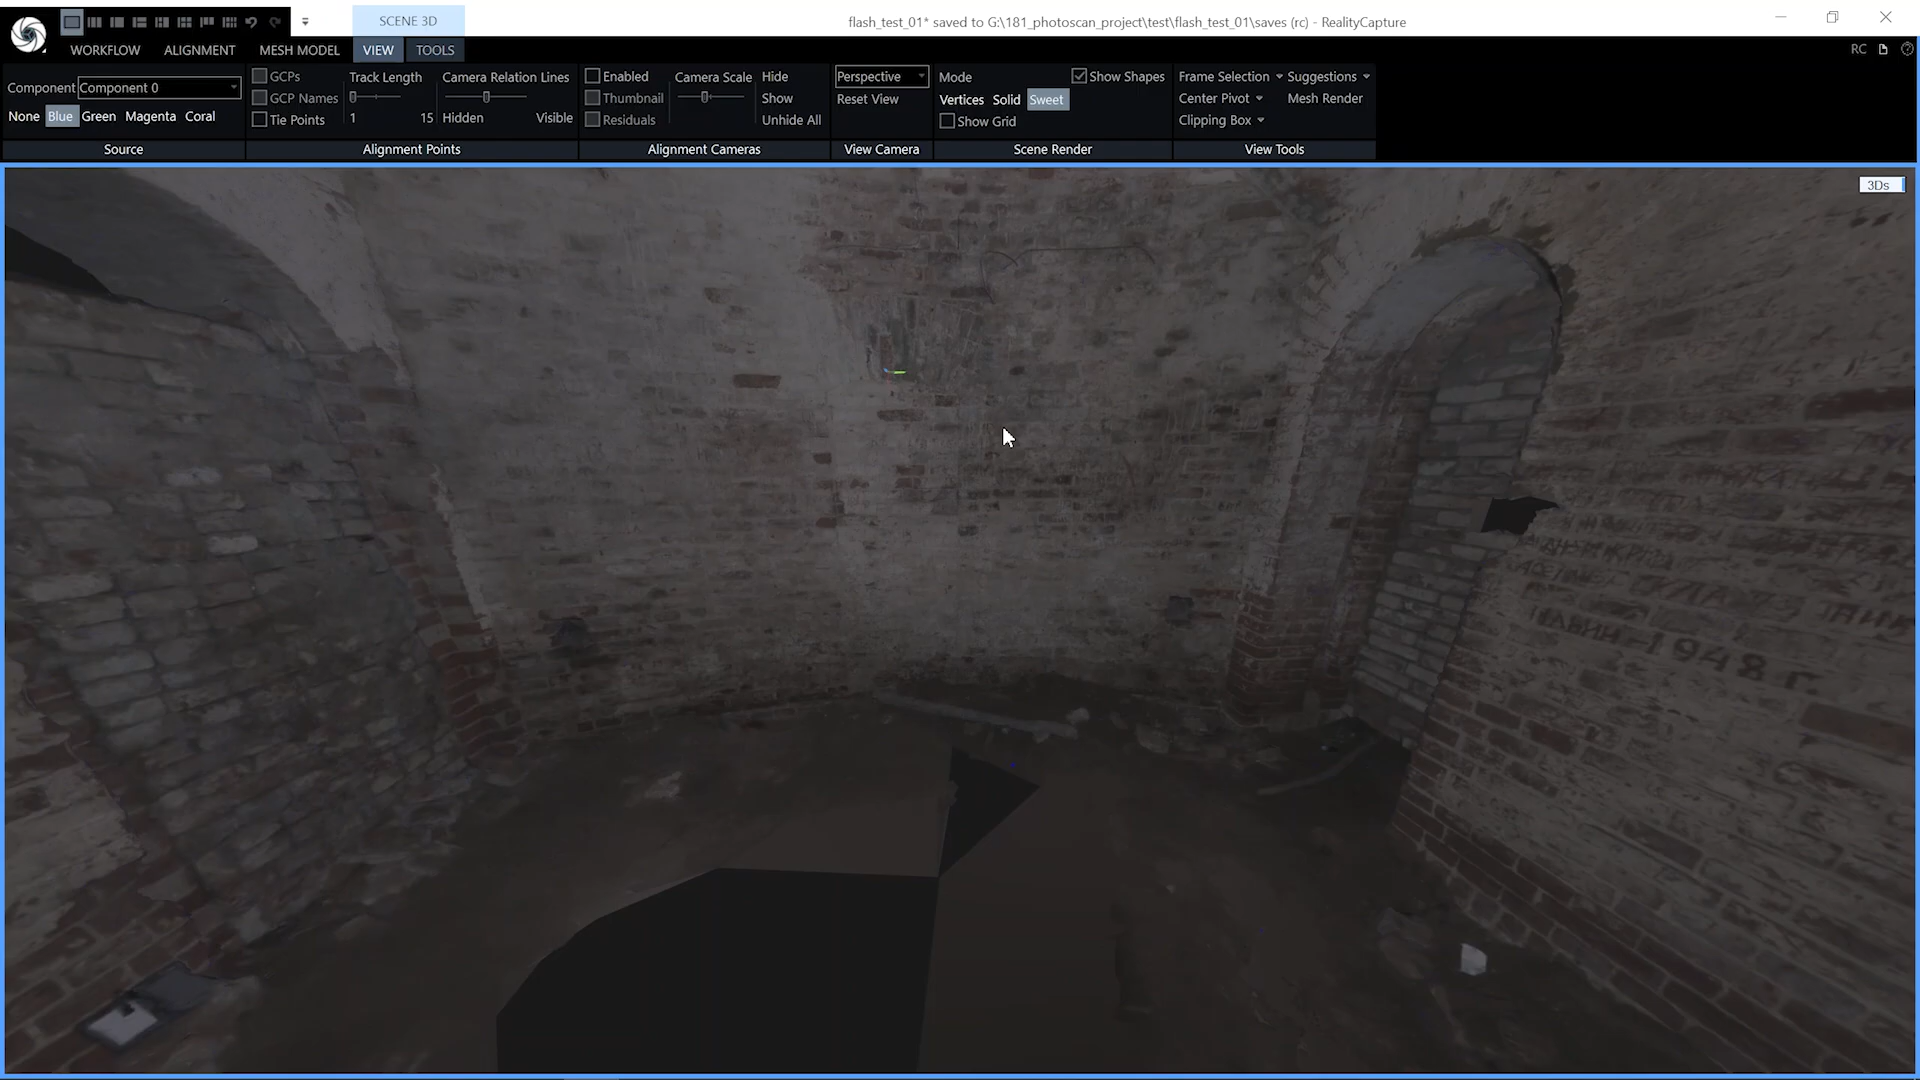 flash_test_01* saved to G:\181_photoscan_project\test\flash_test_01\saves (rc) - RealityCapture
SCENE 3D
WORKFLOW ALIGNMENT MESH MODEL VIEW TOOLS
RC
Component Component 0
None Blue Green Magenta Coral
Source
GCPs
GCP Names
Tie Points
Track Length
1 15
Camera Relation Lines
Hidden Visible
Alignment Points
Enabled
Thumbnail
Residuals
Camera Scale
Hide
Show
Unhide All
Alignment Cameras
Perspective
Reset View
View Camera
Mode
Show Shapes
Vertices Solid Sweet
Show Grid
Scene Render
Frame Selection Suggestions
Center Pivot Mesh Render
Clipping Box
View Tools
3Ds
1948 г.